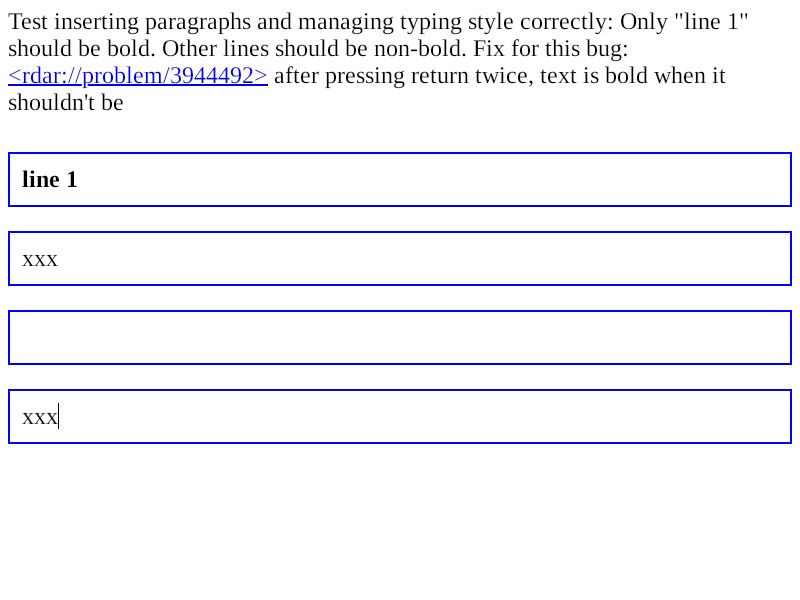 Test inserting paragraphs and managing typing style correctly: Only "line 1"
should be bold. Other lines should be non-bold. Fix for this bug:
<rdar://problem/3944492> after pressing return twice, text is bold when it
shouldn't be
line 1
xxx
xxx